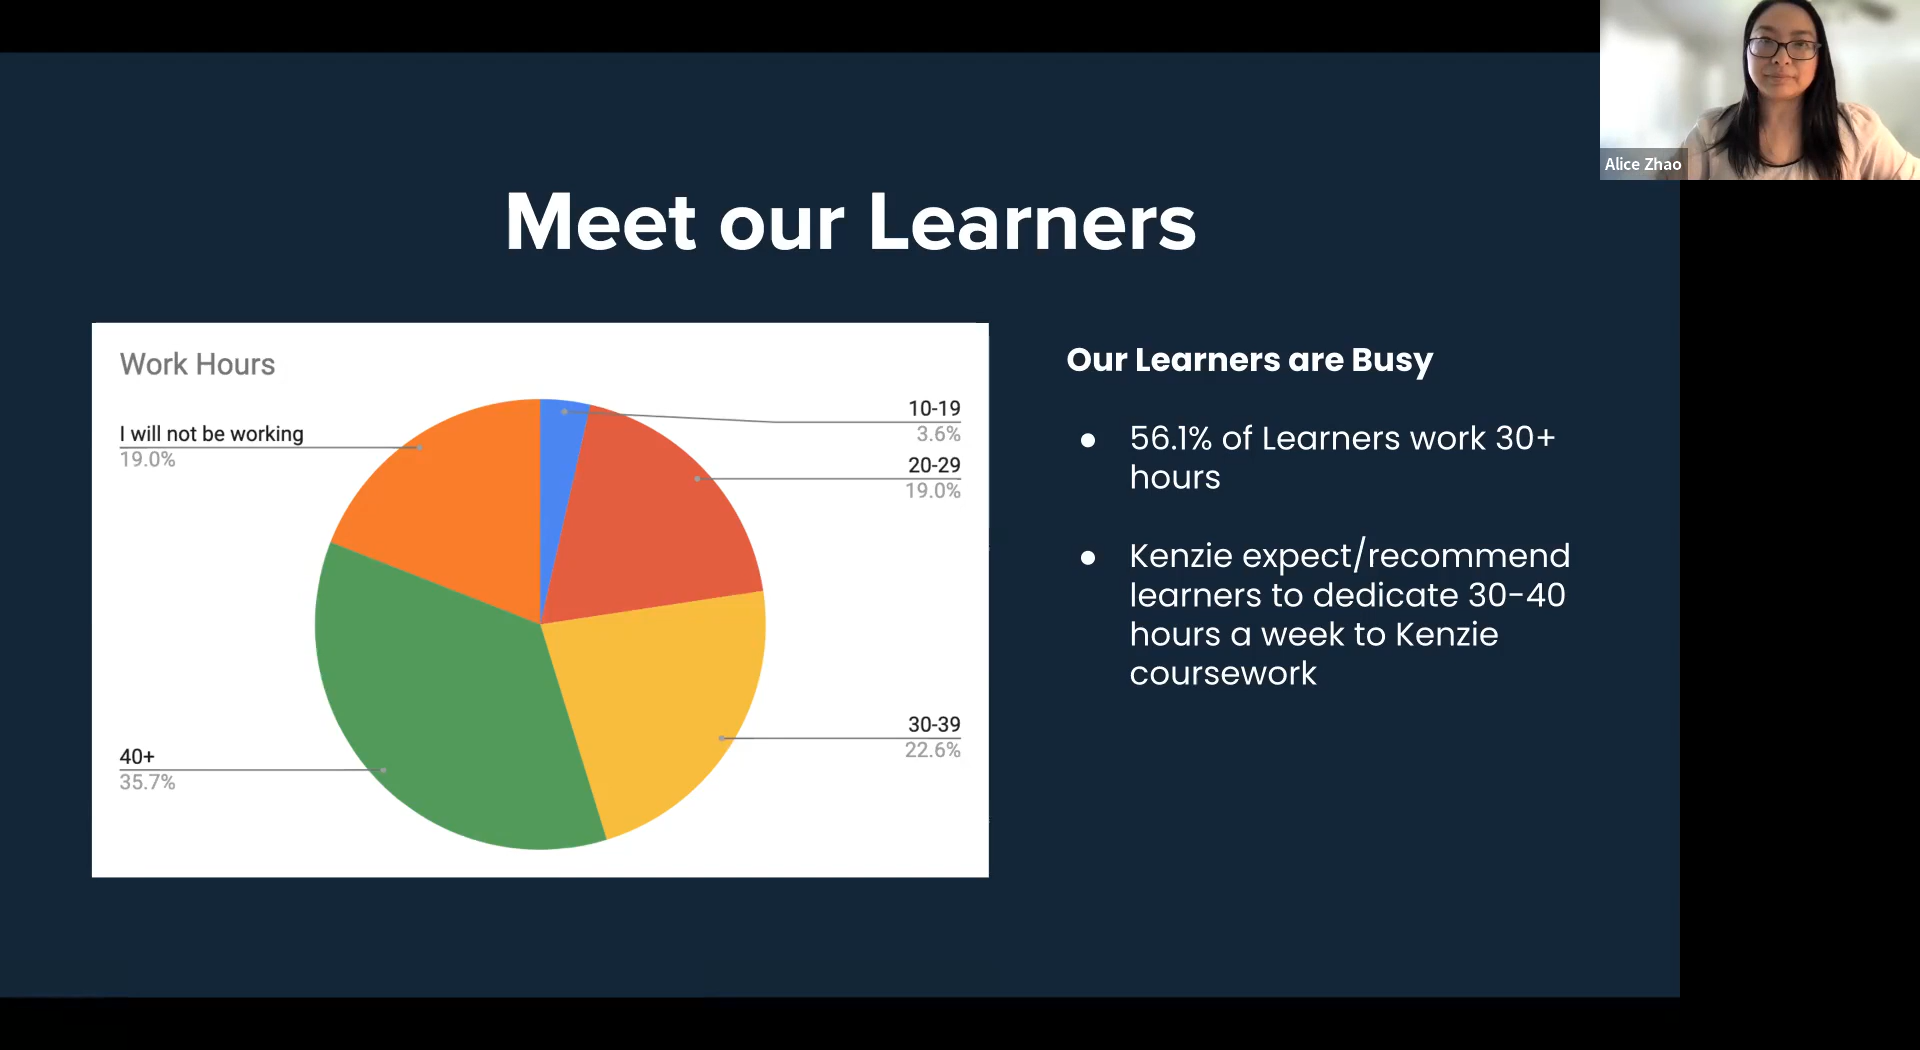 Alice Zhao
Meet our Learners
Work Hours
I will not be working
19.0%
10-19
3.6%
20-29
19.0%
30-39
22.6%
40+
35.7%
Our Learners are Busy
● 56.1% of Learners work 30+
hours
● Kenzie expect/recommend
learners to dedicate 30-40
hours a week to Kenzie
coursework